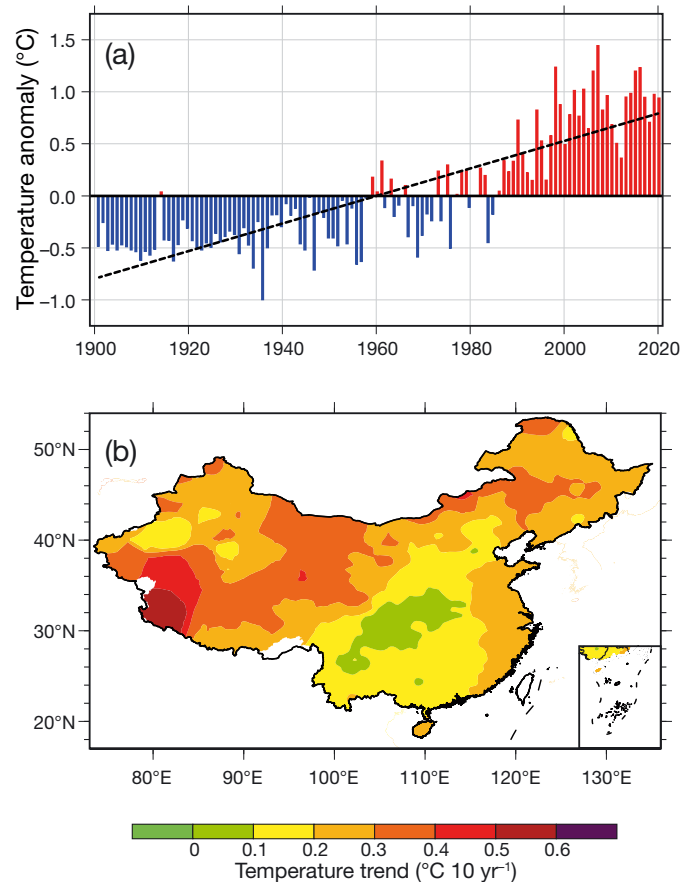 (a)
Temperature anomaly (°C)
1.5
1.0
0.5
0.0
−0.5
−1.0
1900 1920 1940 1960 1980 2000 2020
(b)
50°N
40°N
30°N
20°N
80°E 90°E 100°E 110°E 120°E 130°E
0 0.1 0.2 0.3 0.4 0.5 0.6
Temperature trend (°C 10 yr⁻¹)